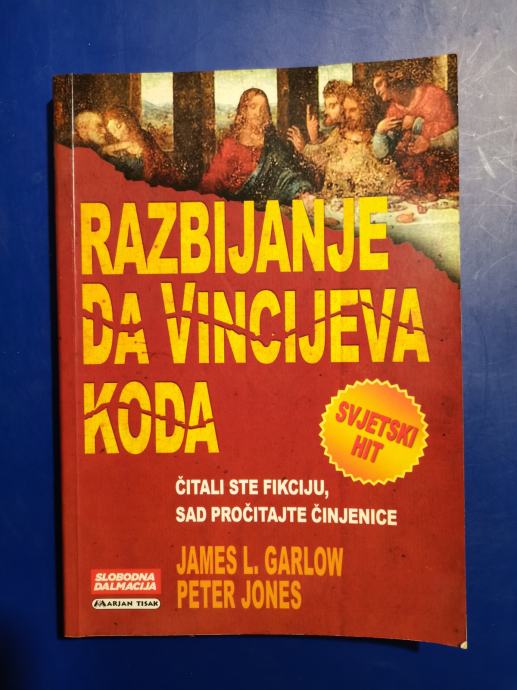 RAZBIJANJE
DA VINCIJEVA
KODA
SVJETSKI
HIT
ČITALI STE FIKCIJU,
SAD PROČITAJTE ČINJENICE
JAMES L. GARLOW
PETER JONES
SLOBODNA
DALMACIJA
MARJAN TISAK